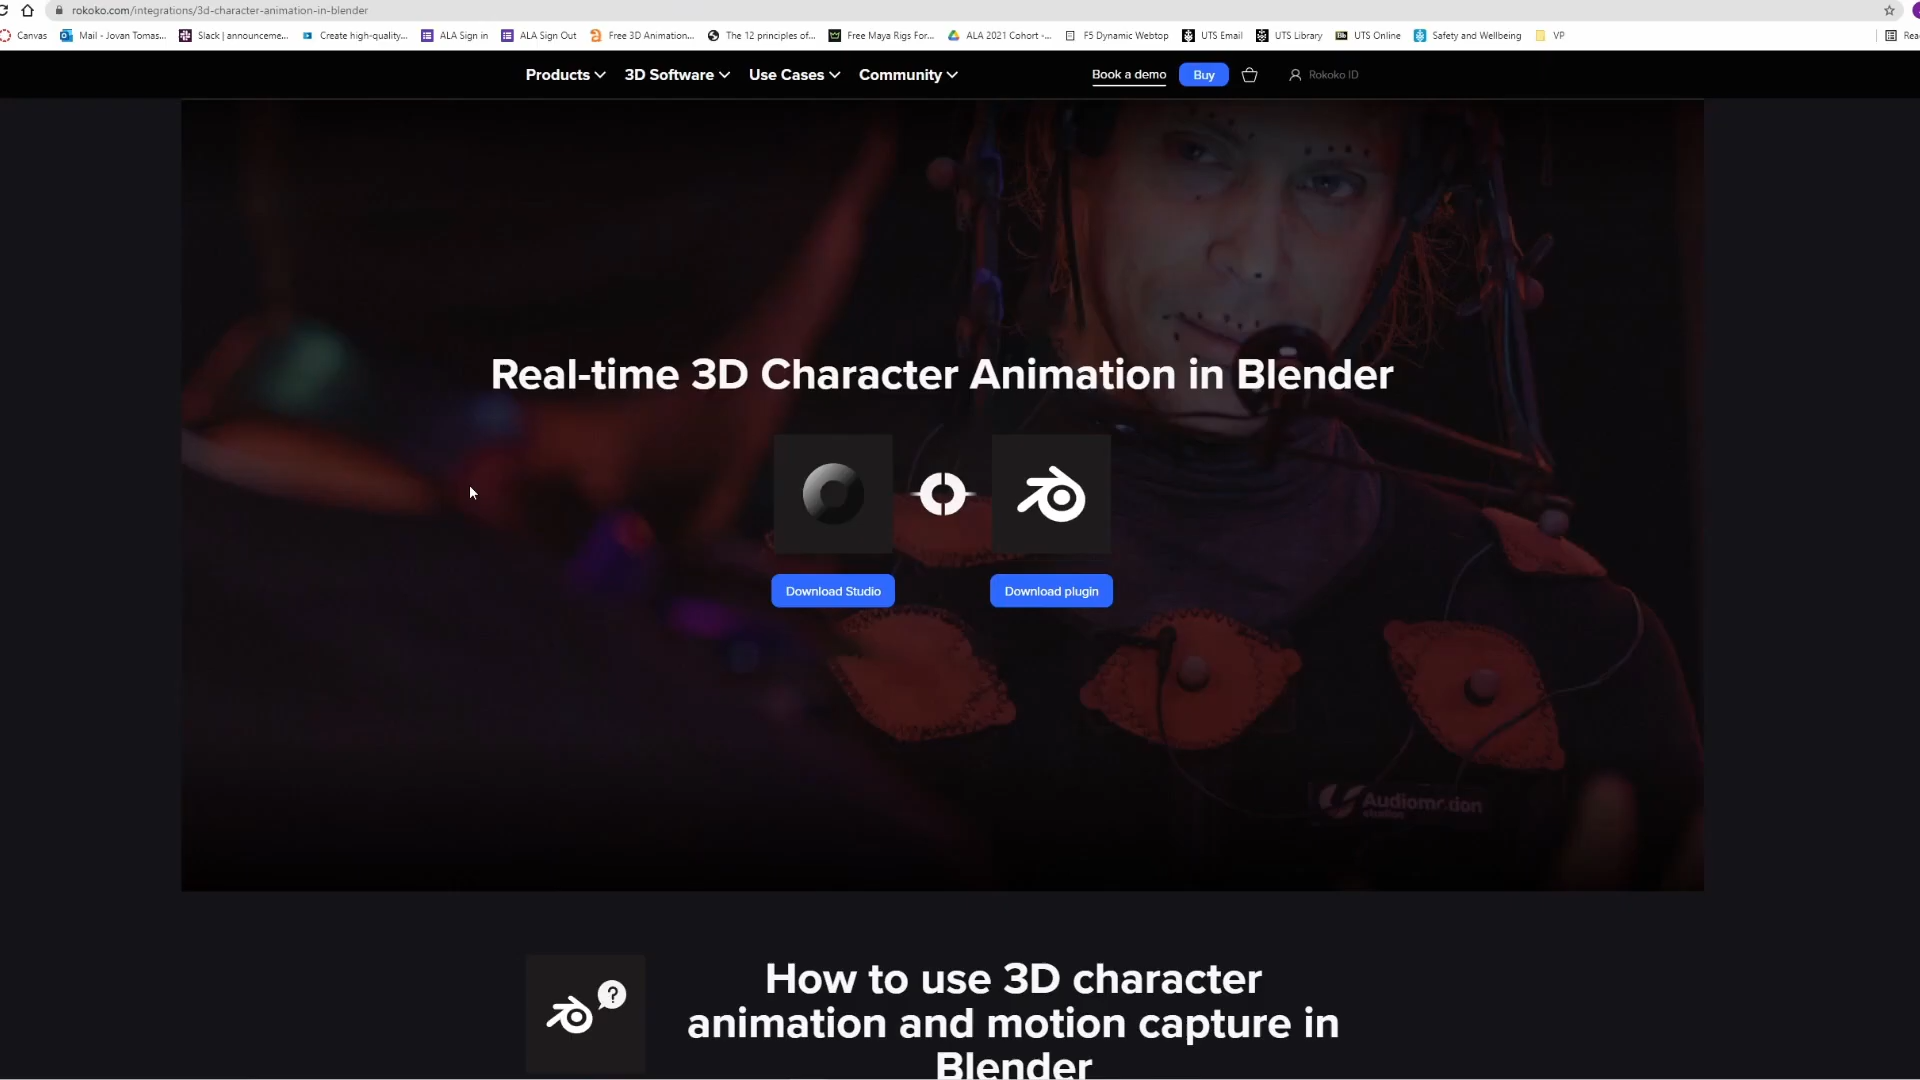 rokoko.com/integrations/3d-character-animation-in-blender
Canvas Mail - Jovan Tomas... Slack | announceme... Create high-quality,... ALA Sign in ALA Sign Out Free 3D Animation... The 12 principles of... Free Maya Rigs For... ALA 2021 Cohort -... F5 Dynamic Webtop UTS Email UTS Library Bb UTS Online Safety and Wellbeing VP Rea
Products 3D Software Use Cases Community Book a demo Buy Rokoko ID
Real-time 3D Character Animation in Blender
Download Studio Download plugin
Audiomotion
?
How to use 3D character
animation and motion capture in
Blender